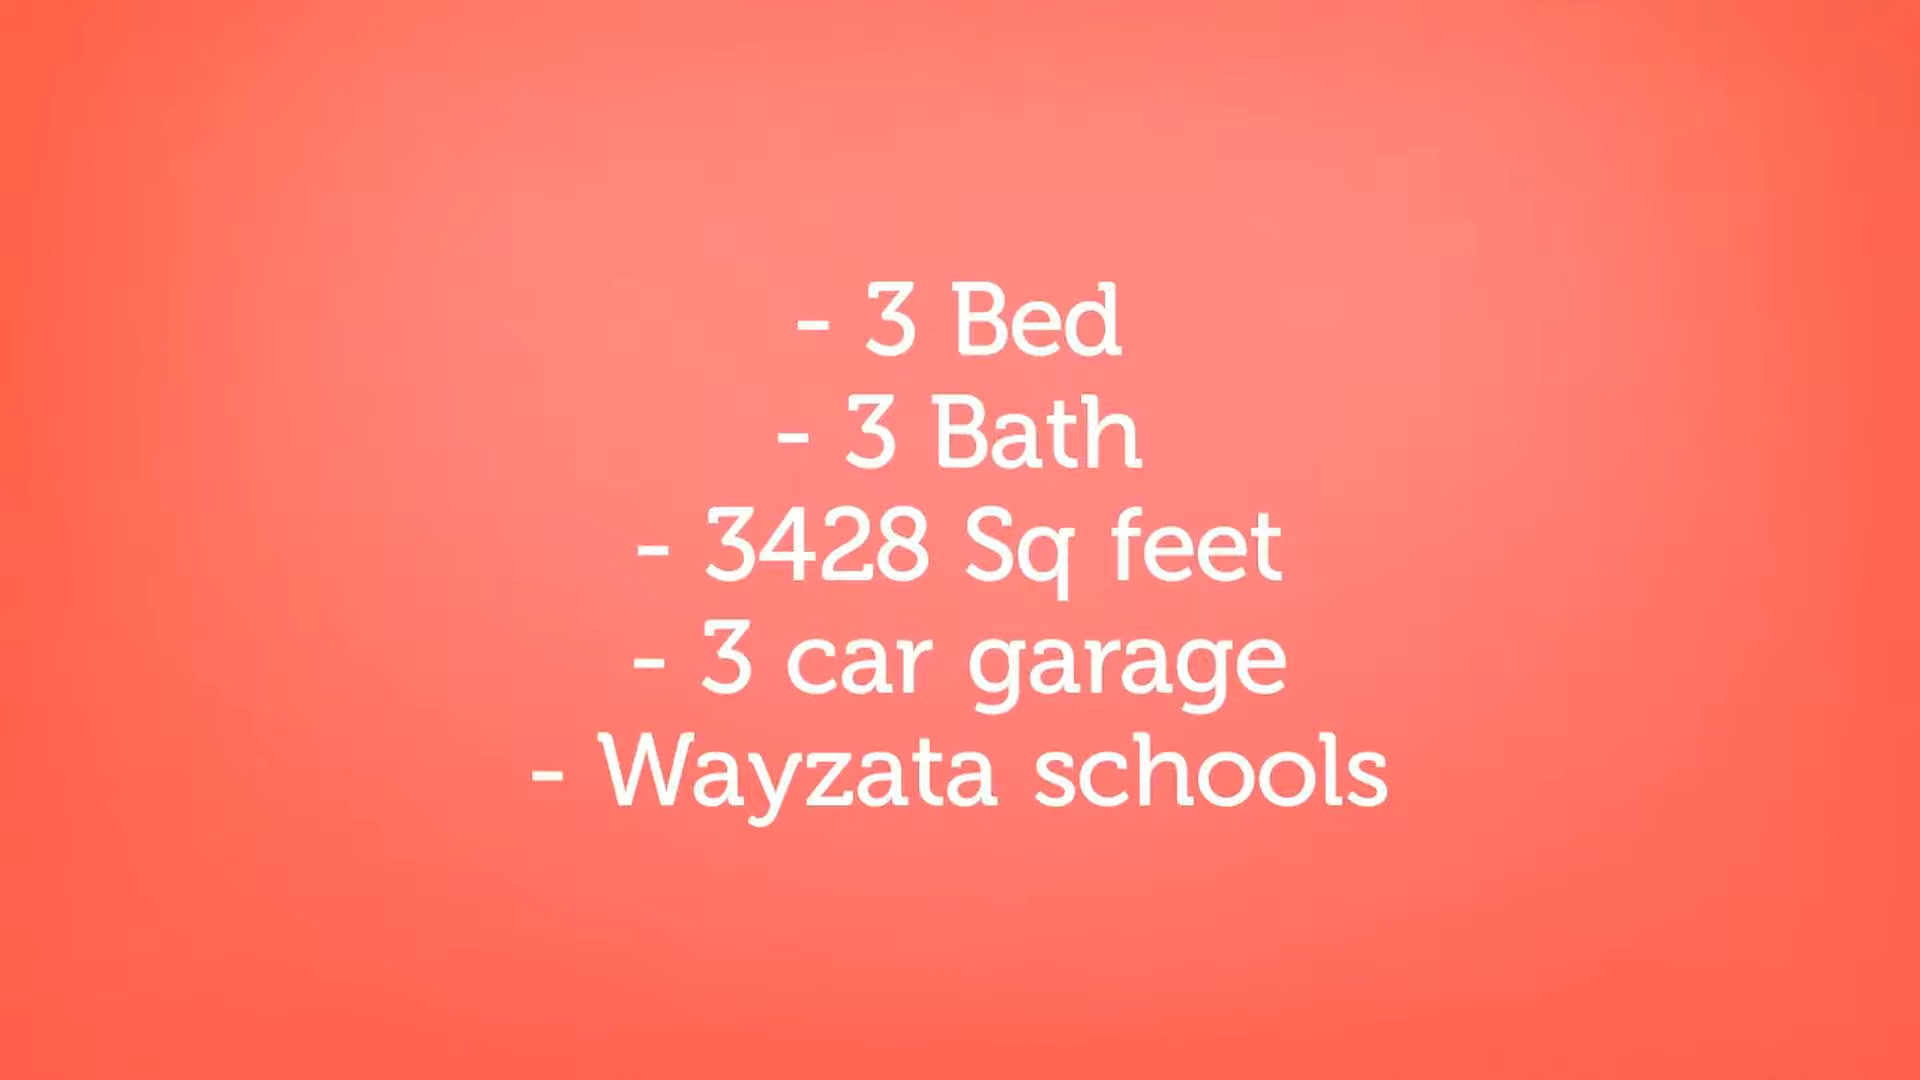 - 3 Bed
- 3 Bath
- 3428 Sq feet
- 3 car garage
- Wayzata schools